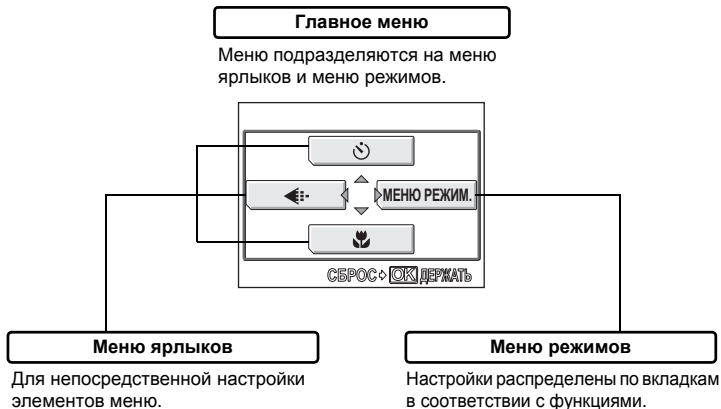 Главное меню
Меню подразделяются на меню
ярлыков и меню режимов.
МЕНЮ РЕЖИМ.
СБРОС OK ДЕРЖАТЬ
Меню ярлыков
Для непосредственной настройки
элементов меню.
Меню режимов
Настройки распределены по вкладкам
в соответствии с функциями.